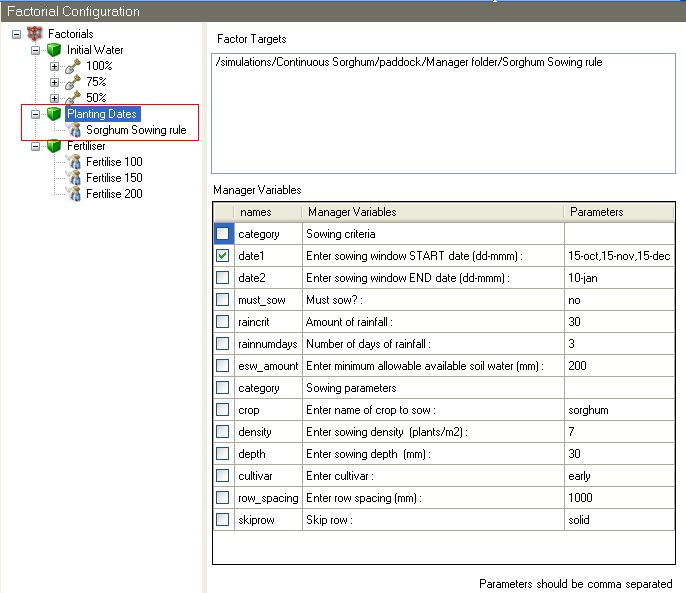 Factorial Configuration
Factorials
Initial Water
100%
75%
50%
Planting Dates
Sorghum Sowing rule
Fertiliser
Fertilise 100
Fertilise 150
Fertilise 200
Factor Targets
/simulations/Continuous Sorghum/paddock/Manager folder/Sorghum Sowing rule
Manager Variables
names Manager Variables Parameters
category Sowing criteria
date1 Enter sowing window START date (dd-mmm) : 15-oct,15-nov,15-dec
date2 Enter sowing window END date (dd-mmm) : 10-jan
must_sow Must sow? : no
raincrit Amount of rainfall : 30
rainnumdays Number of days of rainfall : 3
esw_amount Enter minimum allowable available soil water (mm) : 200
category Sowing parameters
crop Enter name of crop to sow : sorghum
density Enter sowing density (plants/m2) : 7
depth Enter sowing depth (mm) : 30
cultivar Enter cultivar : early
row_spacing Enter row spacing (mm) : 1000
skiprow Skip row : solid
Parameters should be comma separated